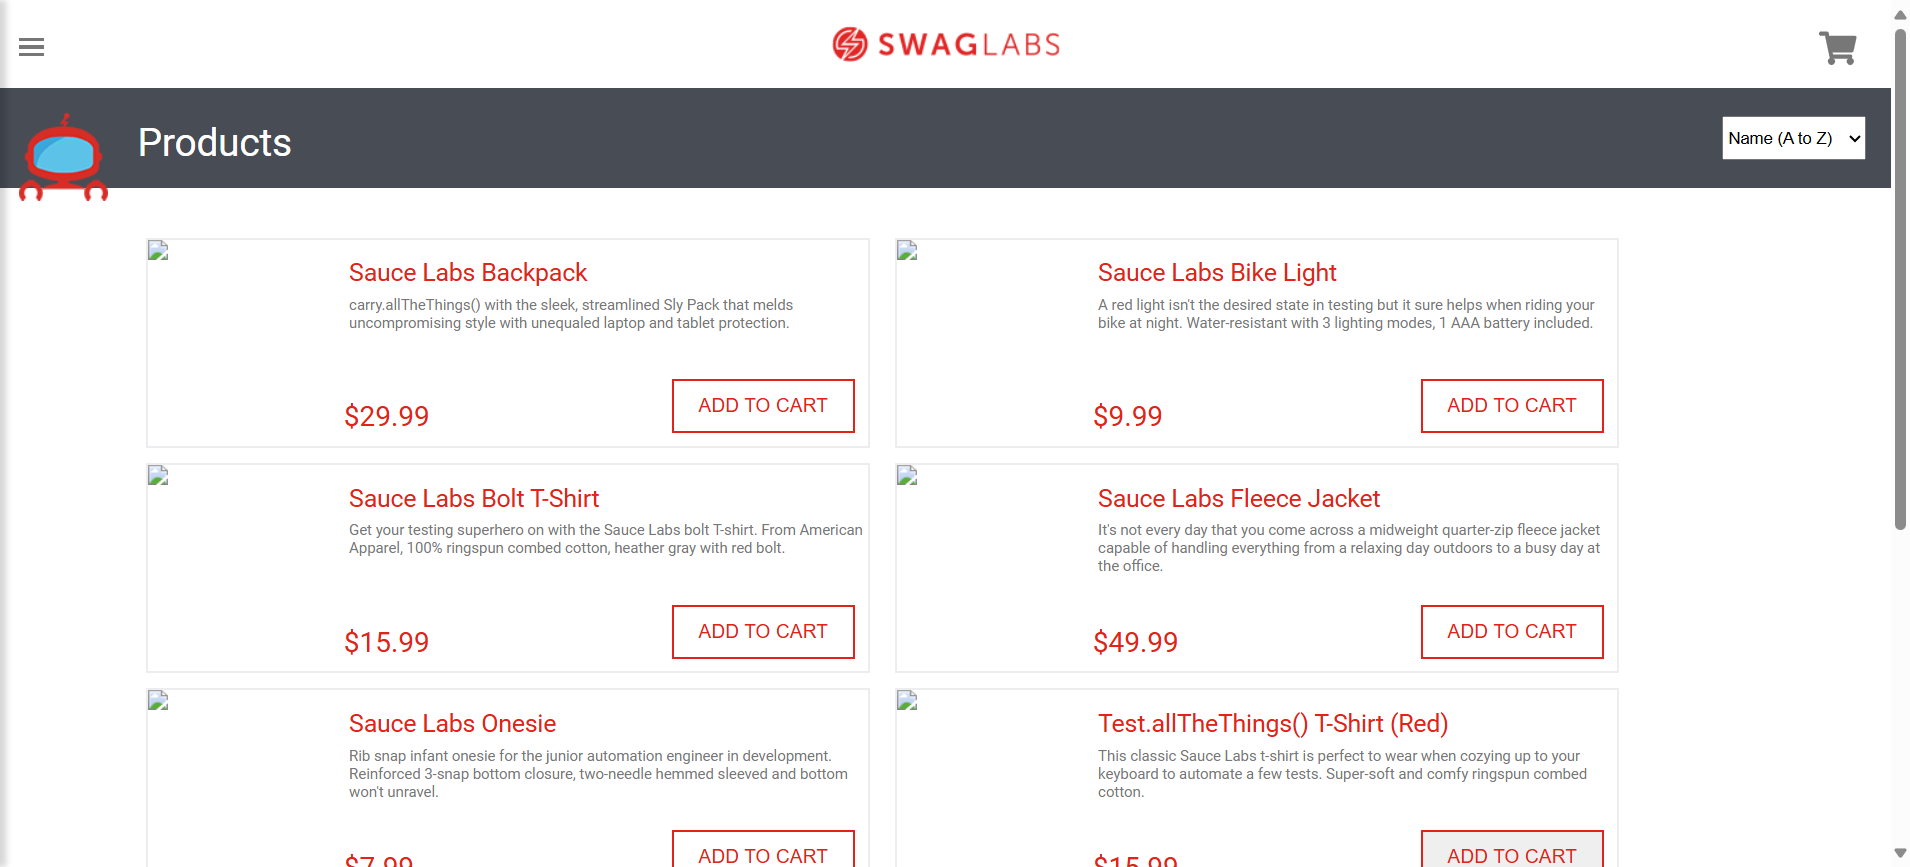 SWAGLABS
Products
Name (A to Z)
Sauce Labs Backpack
carry.allTheThings() with the sleek, streamlined Sly Pack that melds
uncompromising style with unequaled laptop and tablet protection.
$29.99
ADD TO CART
Sauce Labs Bike Light
A red light isn't the desired state in testing but it sure helps when riding your
bike at night. Water-resistant with 3 lighting modes, 1 AAA battery included.
$9.99
ADD TO CART
Sauce Labs Bolt T-Shirt
Get your testing superhero on with the Sauce Labs bolt T-shirt. From American
Apparel, 100% ringspun combed cotton, heather gray with red bolt.
$15.99
ADD TO CART
Sauce Labs Fleece Jacket
It's not every day that you come across a midweight quarter-zip fleece jacket
capable of handling everything from a relaxing day outdoors to a busy day at
the office.
$49.99
ADD TO CART
Sauce Labs Onesie
Rib snap infant onesie for the junior automation engineer in development.
Reinforced 3-snap bottom closure, two-needle hemmed sleeved and bottom
won't unravel.
$7.99
ADD TO CART
Test.allTheThings() T-Shirt (Red)
This classic Sauce Labs t-shirt is perfect to wear when cozying up to your
keyboard to automate a few tests. Super-soft and comfy ringspun combed
cotton.
$15.99
ADD TO CART